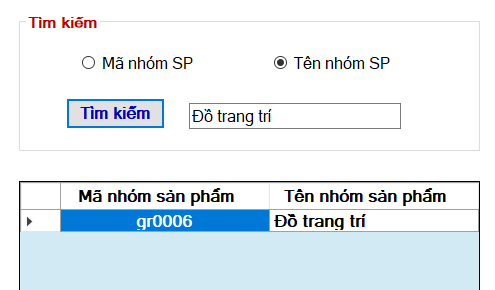 Tìm kiếm
Mã nhóm SP Tên nhóm SP
Tìm kiếm Đồ trang trí
Mã nhóm sản phẩm Tên nhóm sản phẩm
gr0006 Đồ trang trí